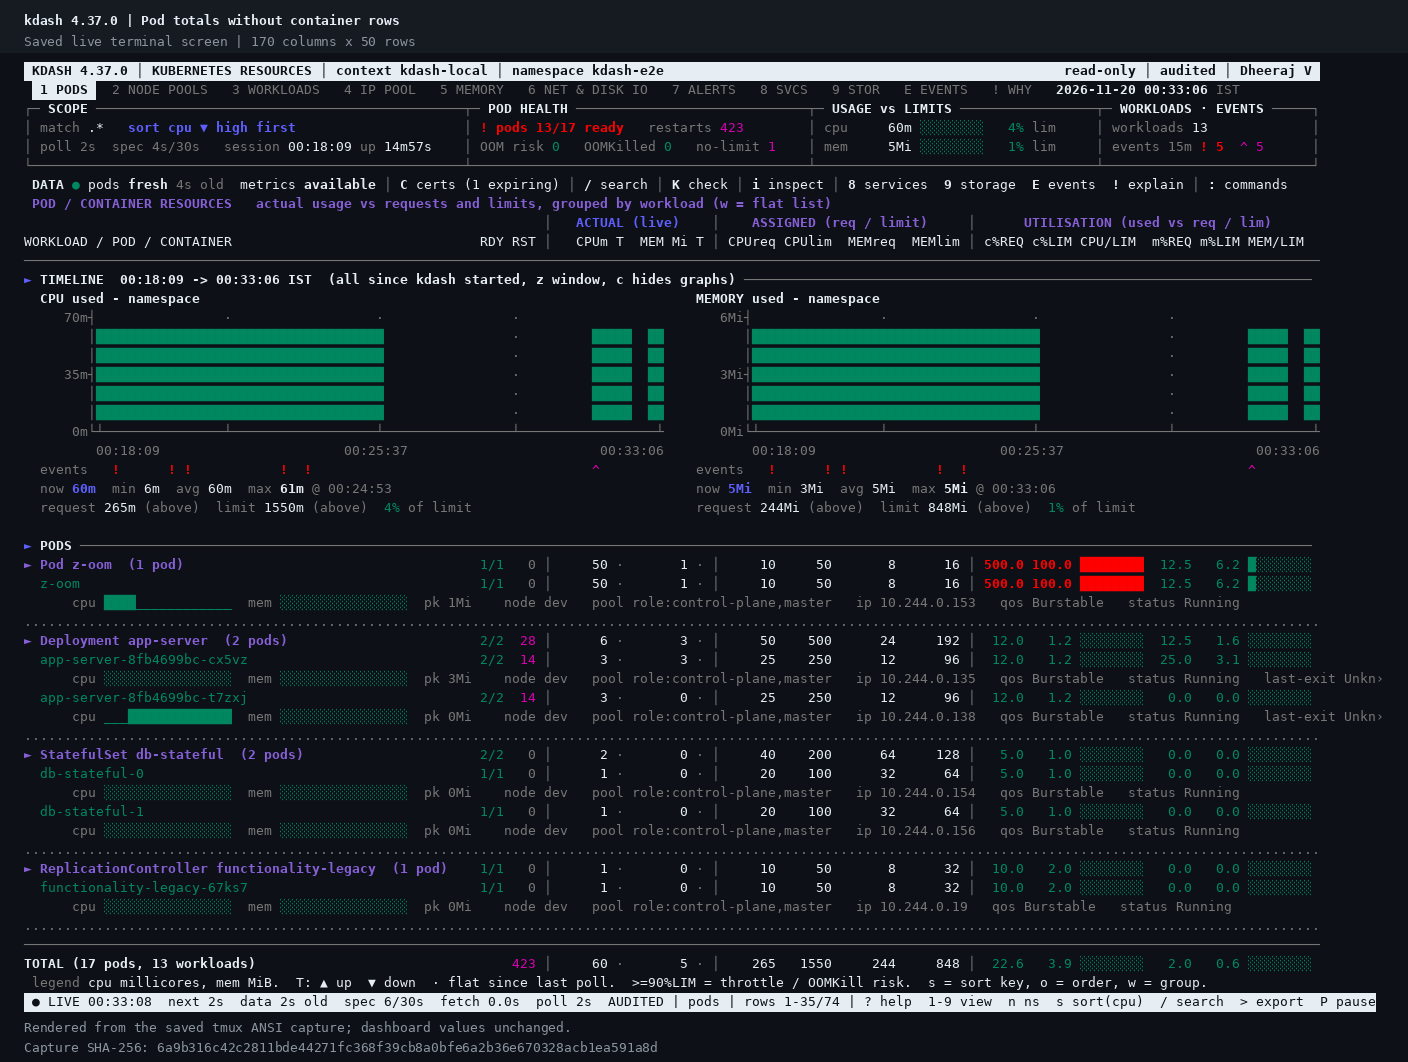 kdash 4.37.0 | Pod totals without container rows
Saved live terminal screen | 170 columns x 50 rows
KDASH 4.37.0 │ KUBERNETES RESOURCES │ context kdash-local │ namespace kdash-e2e read-only │ audited │ Dheeraj V
1 PODS 2 NODE POOLS 3 WORKLOADS 4 IP POOL 5 MEMORY 6 NET & DISK IO 7 ALERTS 8 SVCS 9 STOR E EVENTS ! WHY 2026-11-20 00:33:06 IST
SCOPE POD HEALTH USAGE vs LIMITS WORKLOADS · EVENTS
match .* sort cpu ▼ high first │ ! pods 13/17 ready restarts 423 │ cpu 60m 4% lim │ workloads 13
poll 2s spec 4s/30s session 00:18:09 up 14m57s │ OOM risk 0 OOMKilled 0 no-limit 1 │ mem 5Mi 1% lim │ events 15m ! 5 ^ 5
DATA ● pods fresh 4s old metrics available │ C certs (1 expiring) │ / search │ K check │ i inspect │ 8 services 9 storage E events ! explain │ : commands
POD / CONTAINER RESOURCES actual usage vs requests and limits, grouped by workload (w = flat list)
│ ACTUAL (live) │ ASSIGNED (req / limit) │ UTILISATION (used vs req / lim)
WORKLOAD / POD / CONTAINER RDY RST │ CPUm T MEM Mi T │ CPUreq CPUlim MEMreq MEMlim │ c%REQ c%LIM CPU/LIM m%REQ m%LIM MEM/LIM
► TIMELINE 00:18:09 -> 00:33:06 IST (all since kdash started, z window, c hides graphs)
CPU used - namespace MEMORY used - namespace
70m 6Mi
35m 3Mi
0m 0Mi
00:18:09 00:25:37 00:33:06 00:18:09 00:25:37 00:33:06
events ! ! ! ! ! ^ events ! ! ! ! ! ^
now 60m min 6m avg 60m max 61m @ 00:24:53 now 5Mi min 3Mi avg 5Mi max 5Mi @ 00:33:06
request 265m (above) limit 1550m (above) 4% of limit request 244Mi (above) limit 848Mi (above) 1% of limit
► PODS
► Pod z-oom (1 pod) 1/1 0 │ 50 · 1 · │ 10 50 8 16 │ 500.0 100.0 12.5 6.2
z-oom 1/1 0 │ 50 · 1 · │ 10 50 8 16 │ 500.0 100.0 12.5 6.2
cpu mem pk 1Mi node dev pool role:control-plane,master ip 10.244.0.153 qos Burstable status Running
► Deployment app-server (2 pods) 2/2 28 │ 6 · 3 · │ 50 500 24 192 │ 12.0 1.2 12.5 1.6
app-server-8fb4699bc-cx5vz 2/2 14 │ 3 · 3 · │ 25 250 12 96 │ 12.0 1.2 25.0 3.1
cpu mem pk 3Mi node dev pool role:control-plane,master ip 10.244.0.135 qos Burstable status Running last-exit Unkn›
app-server-8fb4699bc-t7zxj 2/2 14 │ 3 · 0 · │ 25 250 12 96 │ 12.0 1.2 0.0 0.0
cpu mem pk 0Mi node dev pool role:control-plane,master ip 10.244.0.138 qos Burstable status Running last-exit Unkn›
► StatefulSet db-stateful (2 pods) 2/2 0 │ 2 · 0 · │ 40 200 64 128 │ 5.0 1.0 0.0 0.0
db-stateful-0 1/1 0 │ 1 · 0 · │ 20 100 32 64 │ 5.0 1.0 0.0 0.0
cpu mem pk 0Mi node dev pool role:control-plane,master ip 10.244.0.154 qos Burstable status Running
db-stateful-1 1/1 0 │ 1 · 0 · │ 20 100 32 64 │ 5.0 1.0 0.0 0.0
cpu mem pk 0Mi node dev pool role:control-plane,master ip 10.244.0.156 qos Burstable status Running
► ReplicationController functionality-legacy (1 pod) 1/1 0 │ 1 · 0 · │ 10 50 8 32 │ 10.0 2.0 0.0 0.0
functionality-legacy-67ks7 1/1 0 │ 1 · 0 · │ 10 50 8 32 │ 10.0 2.0 0.0 0.0
cpu mem pk 0Mi node dev pool role:control-plane,master ip 10.244.0.19 qos Burstable status Running
TOTAL (17 pods, 13 workloads) 423 │ 60 · 5 · │ 265 1550 244 848 │ 22.6 3.9 2.0 0.6
legend cpu millicores, mem MiB. T: ▲ up ▼ down · flat since last poll. >=90%LIM = throttle / OOMKill risk. s = sort key, o = order, w = group.
● LIVE 00:33:08 next 2s data 2s old spec 6/30s fetch 0.0s poll 2s AUDITED | pods | rows 1-35/74 | ? help 1-9 view n ns s sort(cpu) / search > export P pause
Rendered from the saved tmux ANSI capture; dashboard values unchanged.
Capture SHA-256: 6a9b316c42c2811bde44271fc368f39cb8a0bfe6a2b36e670328acb1ea591a8d